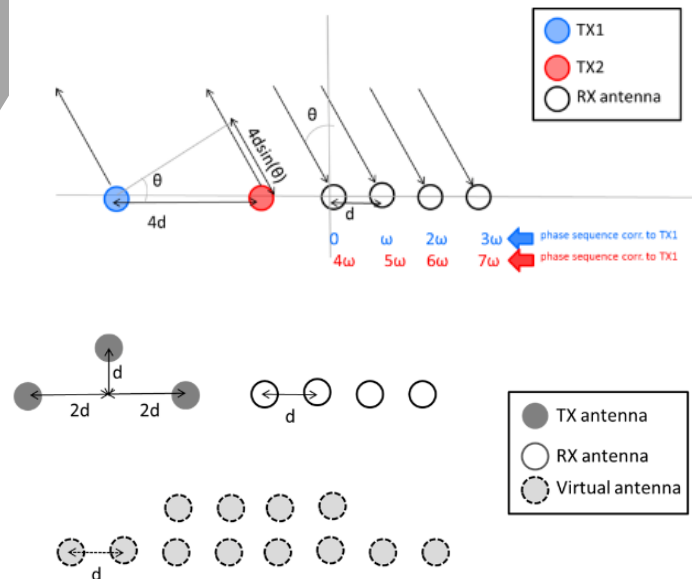 TX1
TX2
RX antenna
θ
4dsin(θ)
θ
4d
d
0 ω 2ω 3ω phase sequence corr. to TX1
4ω 5ω 6ω 7ω phase sequence corr. to TX1
d
2d 2d
d
TX antenna
RX antenna
Virtual antenna
d